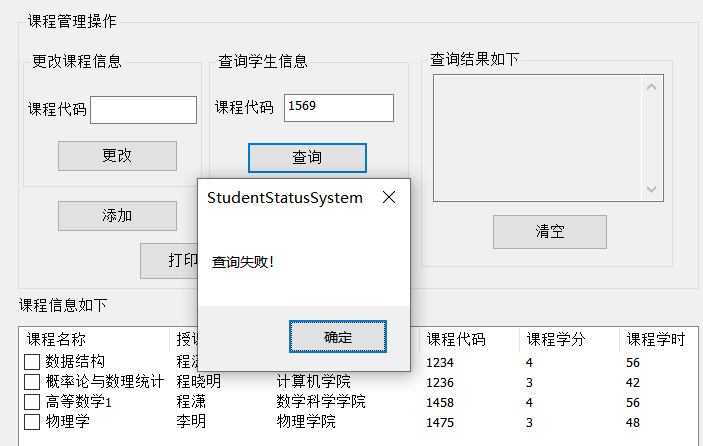 课程管理操作
更改课程信息
查询学生信息
查询结果如下
课程代码
课程代码 1569
更改
查询
添加
清空
打印
StudentStatusSystem
查询失败!
确定
课程信息如下
课程名称 授课 课程代码 课程学分 课程学时
数据结构 程 1234 4 56
概率论与数理统计 程晓明 计算机学院 1236 3 42
高等数学1 程潇 数学科学学院 1458 4 56
物理学 李明 物理学院 1475 3 48